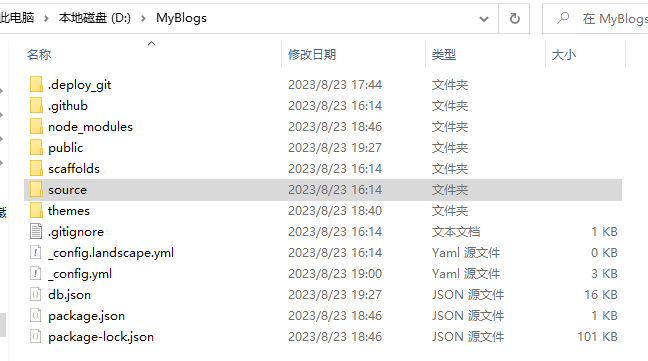 此电脑 本地磁盘 (D:) MyBlogs 在 MyBlogs
名称 修改日期 类型 大小
.deploy_git 2023/8/23 17:44 文件夹
.github 2023/8/23 16:14 文件夹
node_modules 2023/8/23 18:46 文件夹
public 2023/8/23 19:27 文件夹
scaffolds 2023/8/23 16:14 文件夹
source 2023/8/23 16:14 文件夹
themes 2023/8/23 18:40 文件夹
.gitignore 2023/8/23 16:14 文本文档 1 KB
_config.landscape.yml 2023/8/23 16:14 Yaml 源文件 0 KB
_config.yml 2023/8/23 19:00 Yaml 源文件 3 KB
db.json 2023/8/23 19:27 JSON 源文件 16 KB
package.json 2023/8/23 18:46 JSON 源文件 1 KB
package-lock.json 2023/8/23 18:46 JSON 源文件 101 KB